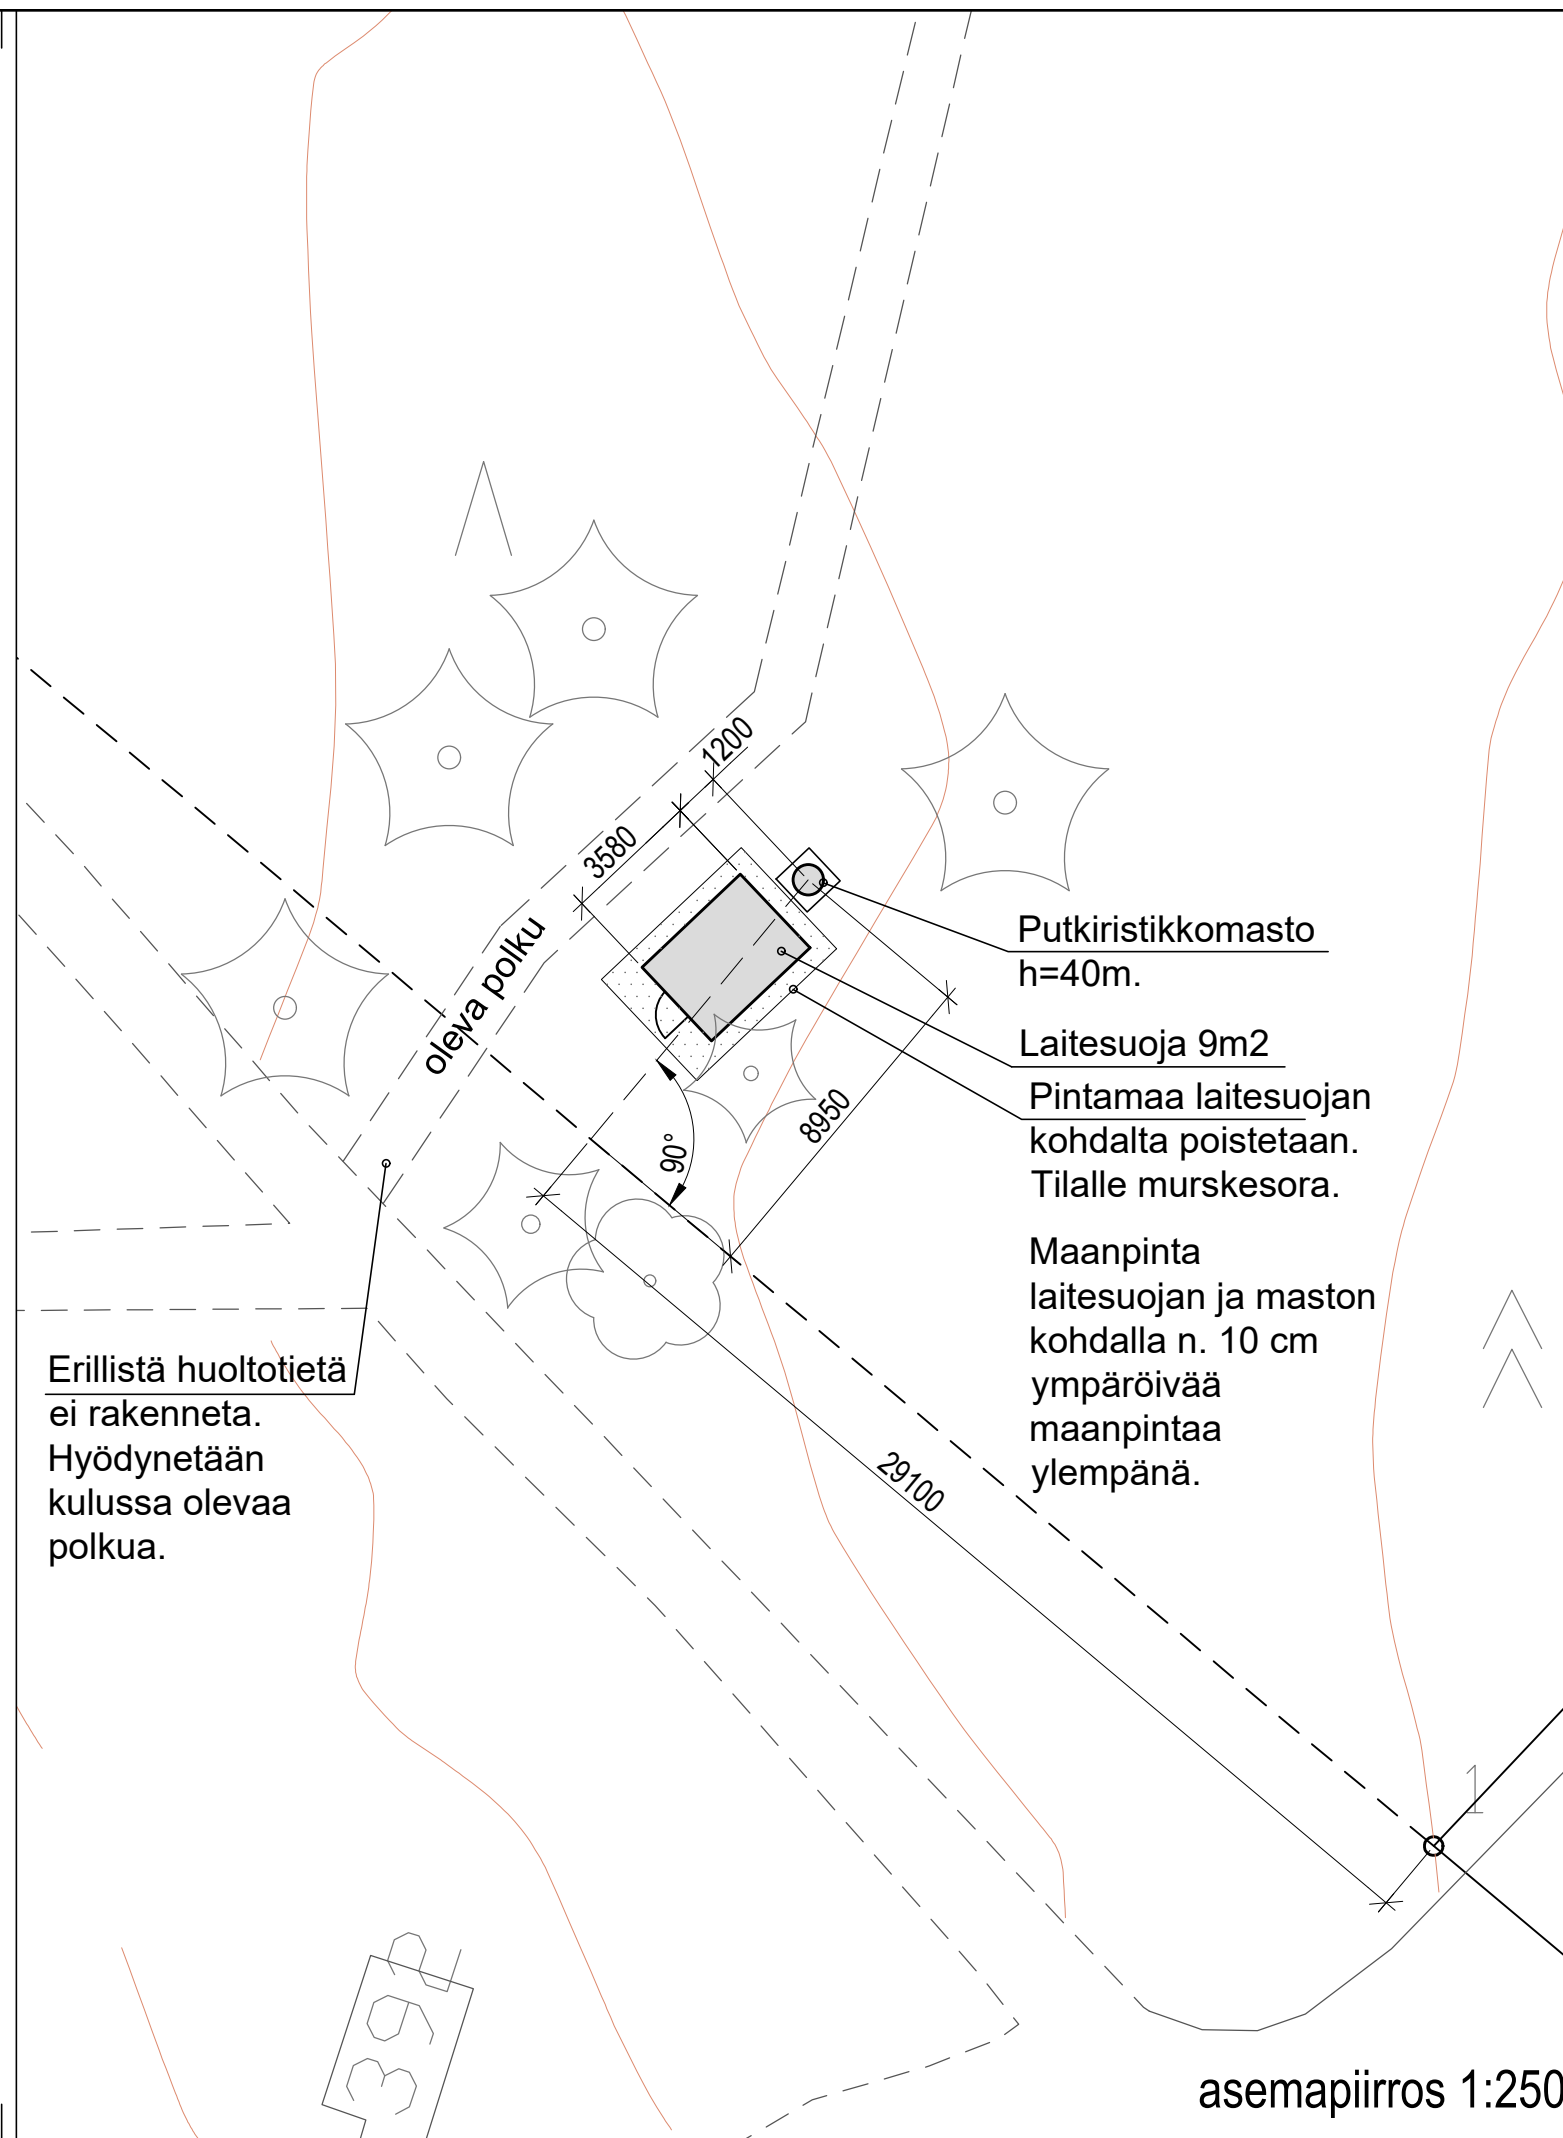 1200
3580
oleva polku
Putkiristikkomasto
h=40m.
Laitesuoja 9m2
Pintamaa laitesuojan
kohdalta poistetaan.
Tilalle murskesora.
8950
90°
Maanpinta
laitesuojan ja maston
kohdalla n. 10 cm
ympäröivää
maanpintaa
ylempänä.
Erillistä huoltotietä
ei rakenneta.
Hyödynetään
kulussa olevaa
polkua.
29100
1
asemapiirros 1:250